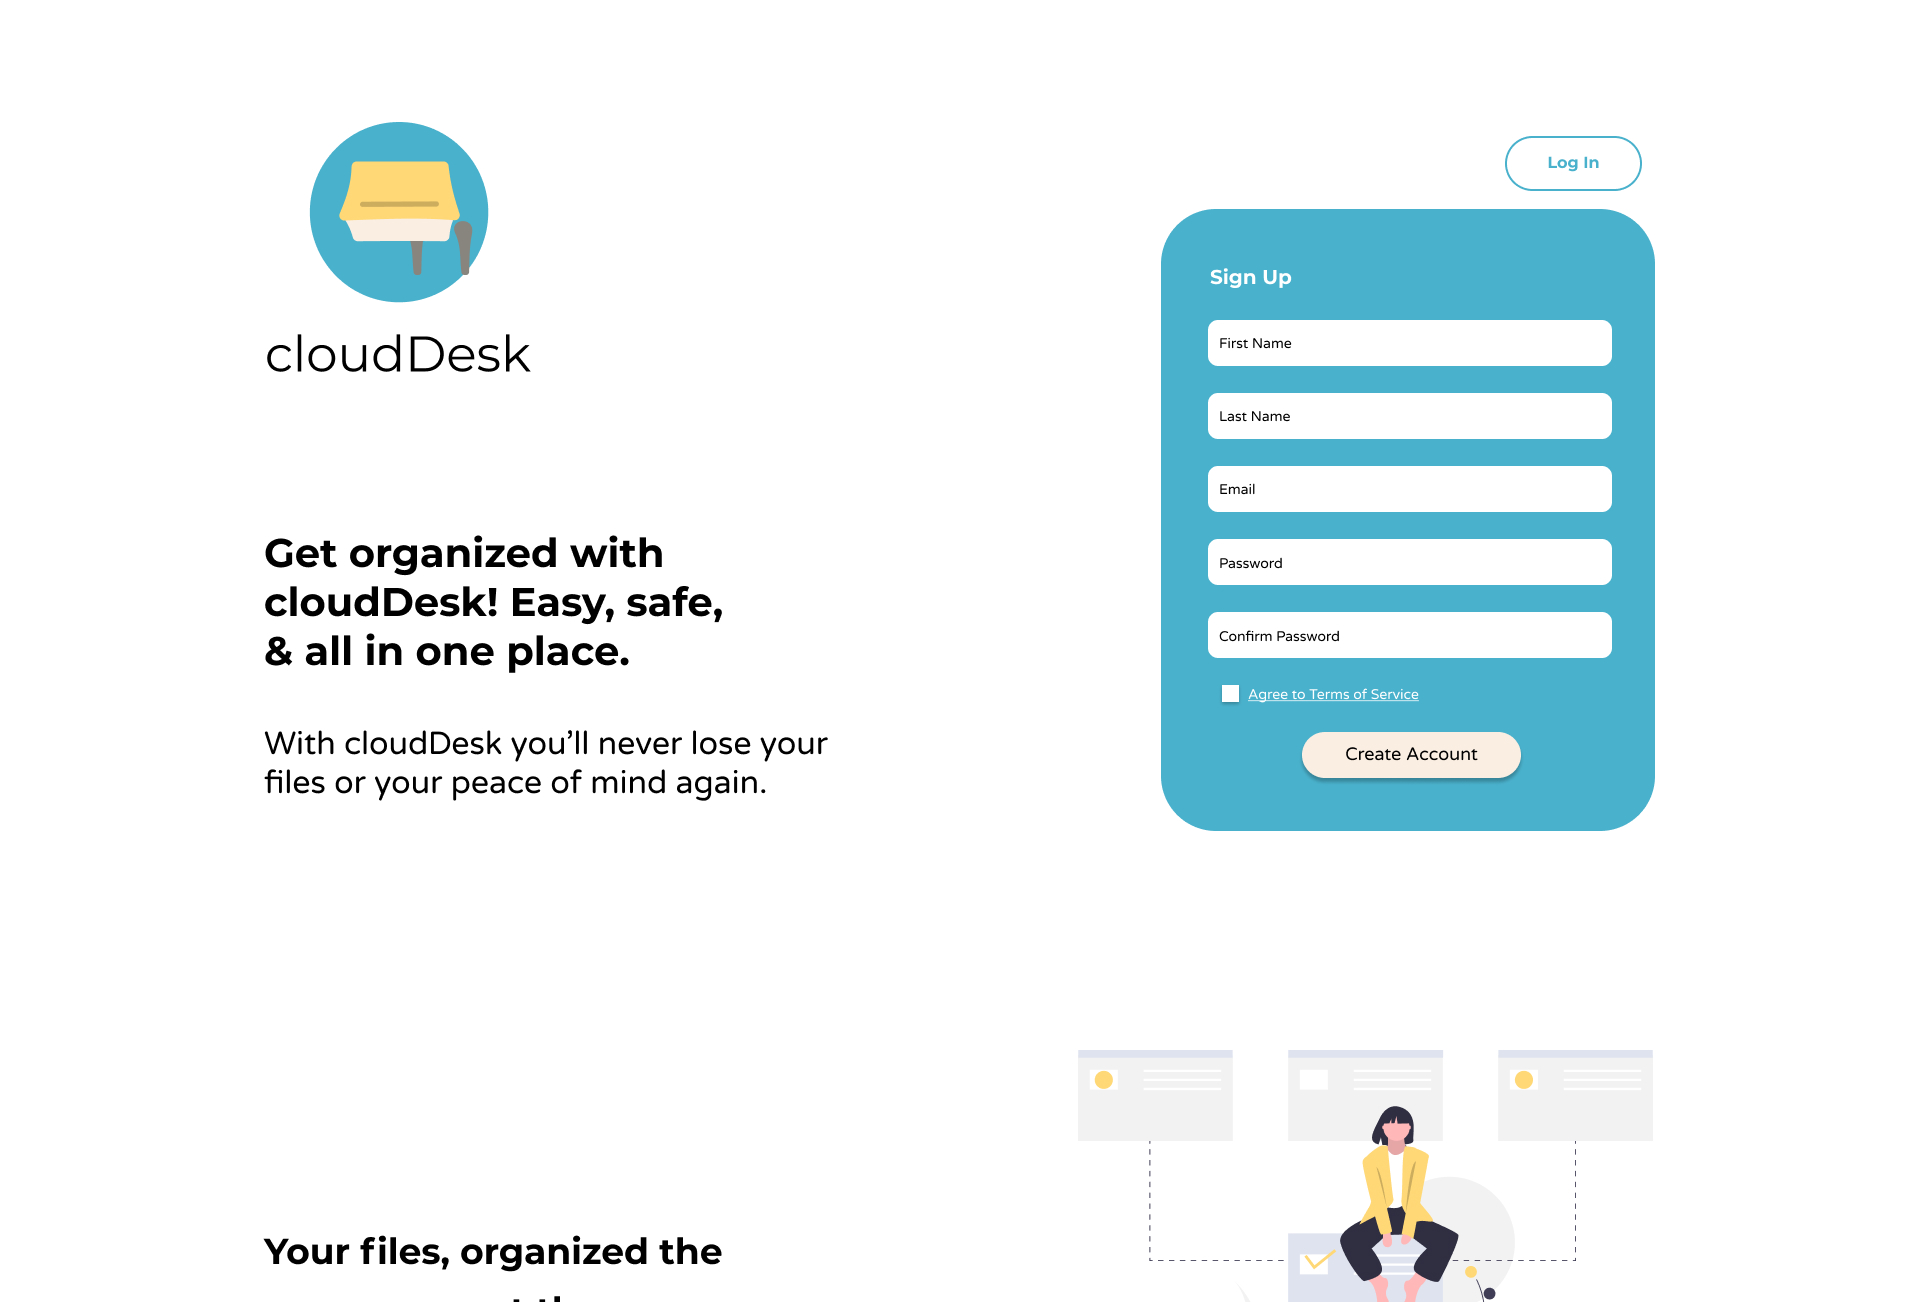 Log In
cloudDesk
Get organized with
cloudDesk! Easy, safe,
& all in one place.
With cloudDesk you’ll never lose your
files or your peace of mind again.
Sign Up
First Name
Last Name
Email
Password
Confirm Password
Agree to Terms of Service
Create Account
Your files, organized the